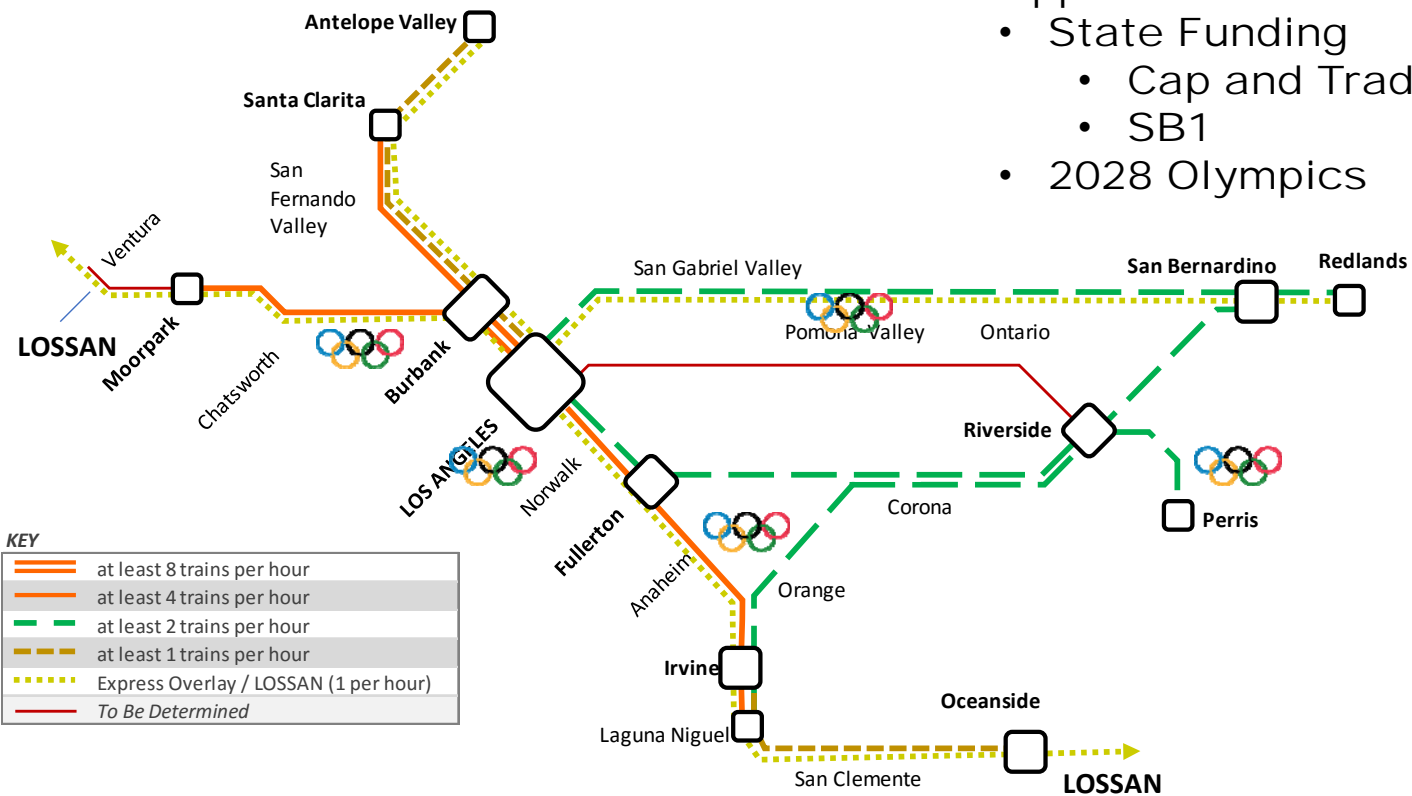 • State Funding
• Cap and Trad
• SB1
• 2028 Olympics
Antelope Valley
Santa Clarita
San
Fernando
Valley
Ventura
LOSSAN
Moorpark
Chatsworth
Burbank
LOS ANGELES
San Gabriel Valley
Pomona Valley
Ontario
San Bernardino
Redlands
Riverside
Perris
Norwalk
Fullerton
Corona
Anaheim
Orange
Irvine
Laguna Niguel
Oceanside
San Clemente
LOSSAN
KEY
at least 8 trains per hour
at least 4 trains per hour
at least 2 trains per hour
at least 1 trains per hour
Express Overlay / LOSSAN (1 per hour)
To Be Determined